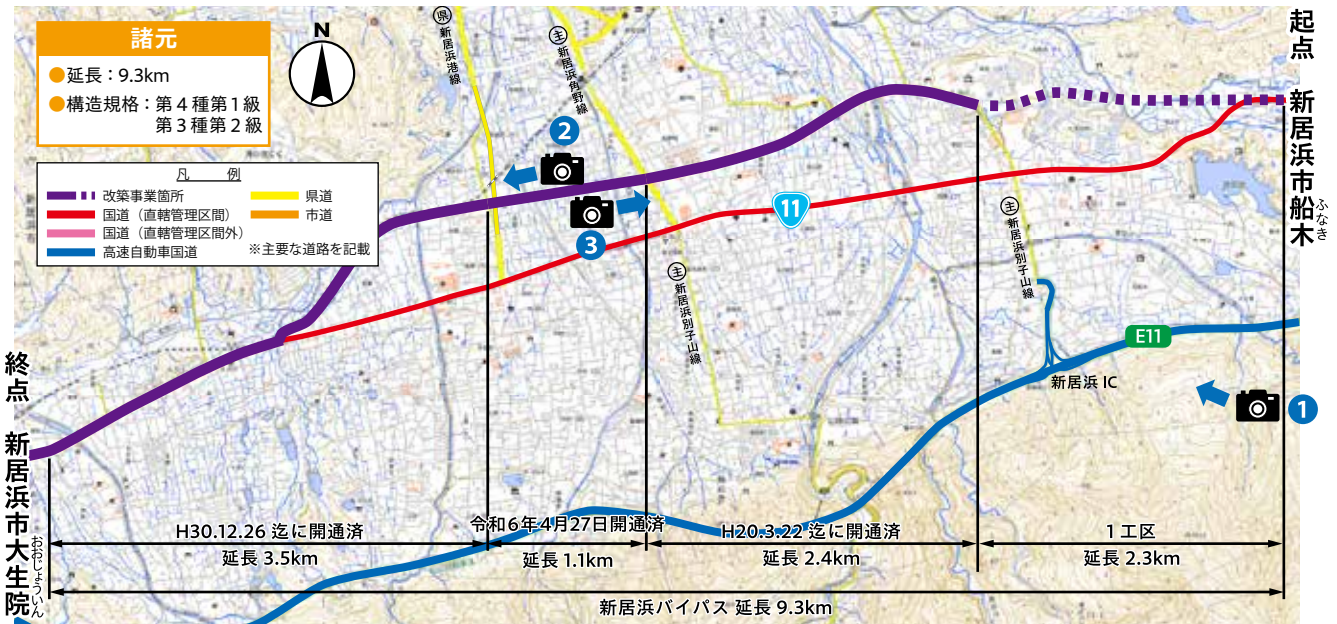 諸元
●延長：9.3km
●構造規格：第４種第１級
第３種第２級
N
凡　例
改築事業箇所
国道（直轄管理区間）
国道（直轄管理区間外）
高速自動車国道
県道
市道
※主要な道路を記載
県
新居浜港線
主
新居浜角野線
2
3
11
主
新居浜別子山線
主
新居浜別子山線
E11
新居浜 IC
1
起点
新居浜市船木
ふなき
終点
新居浜市大生院
おおじょういん
H30.12.26 迄に開通済
延長 3.5km
令和6年4月27日開通済
延長 1.1km
H20.3.22 迄に開通済
延長 2.4km
1 工区
延長 2.3km
新居浜バイパス 延長 9.3km